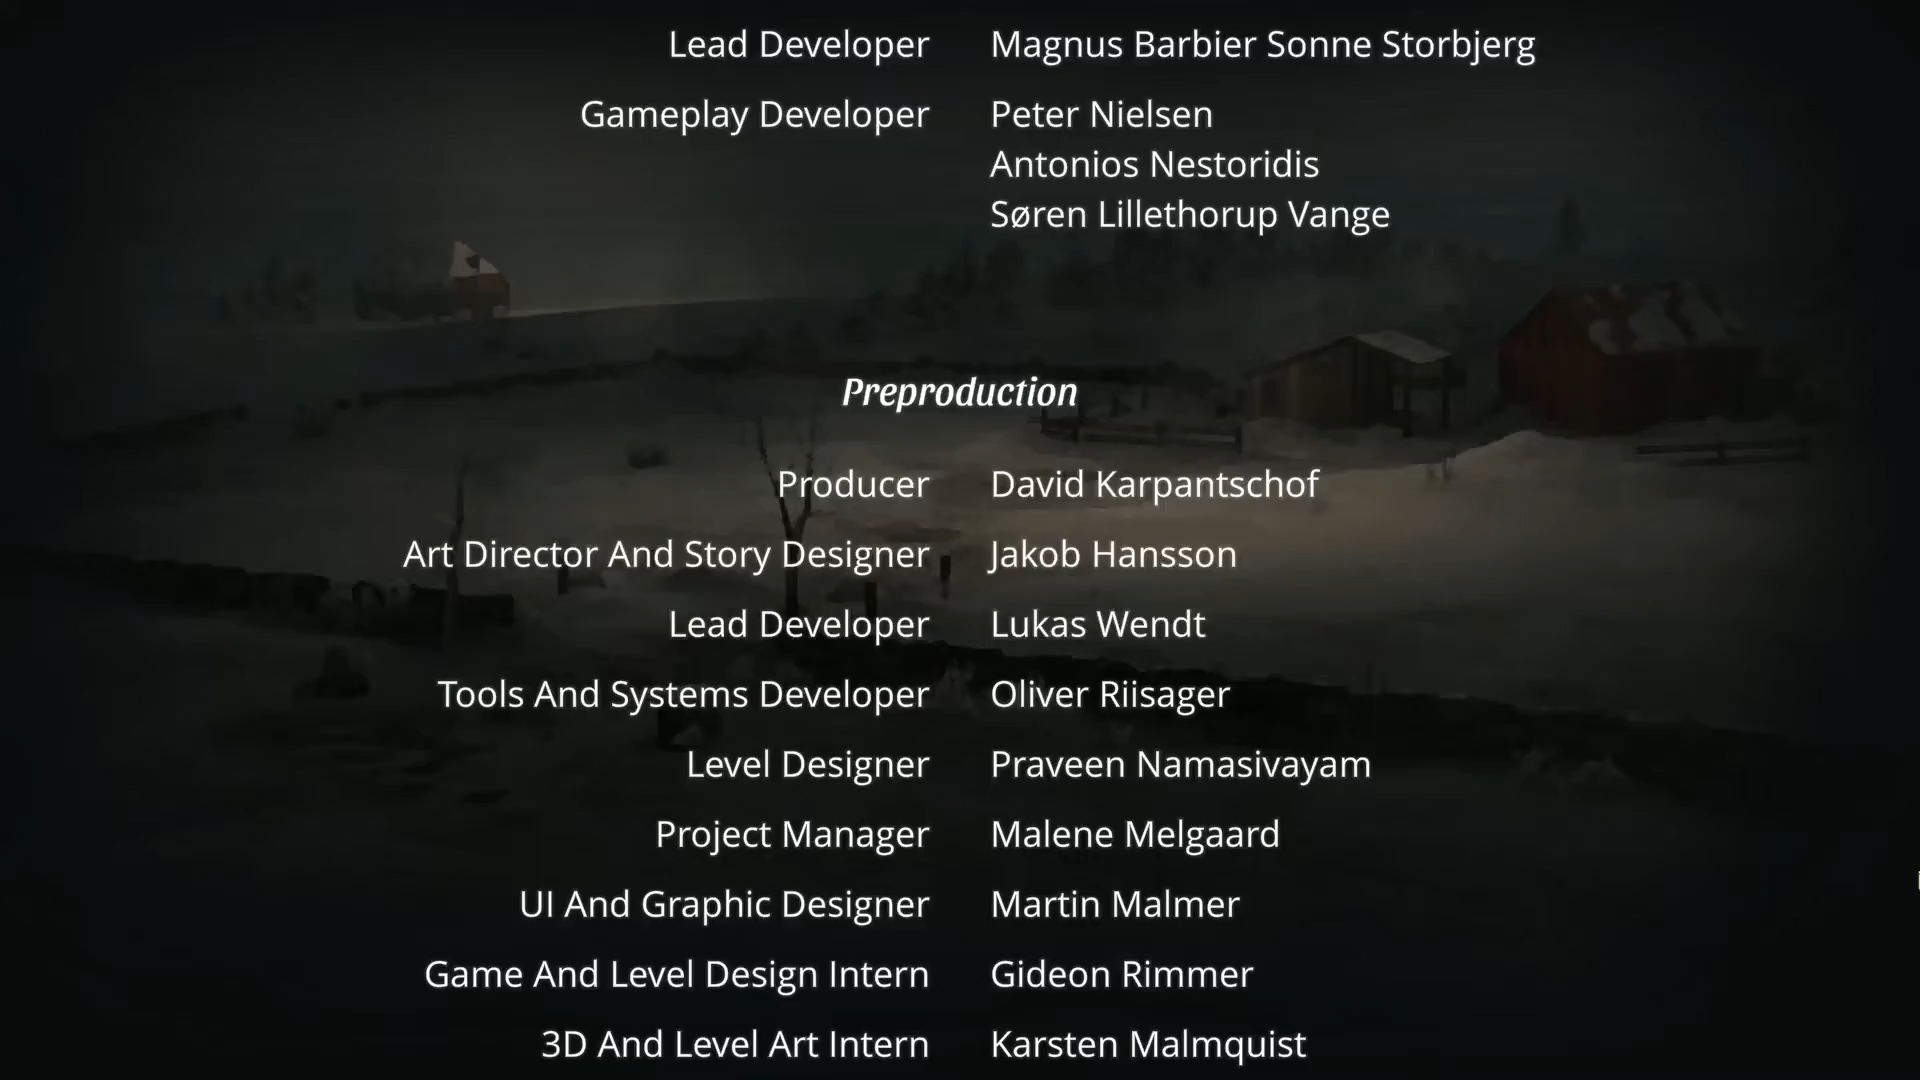 Lead Developer Magnus Barbier Sonne Storbjerg
Gameplay Developer Peter Nielsen
Antonios Nestoridis
Søren Lillethorup Vange
Preproduction
Producer David Karpantschof
Art Director And Story Designer Jakob Hansson
Lead Developer Lukas Wendt
Tools And Systems Developer Oliver Riisager
Level Designer Praveen Namasivayam
Project Manager Malene Melgaard
UI And Graphic Designer Martin Malmer
Game And Level Design Intern Gideon Rimmer
3D And Level Art Intern Karsten Malmquist